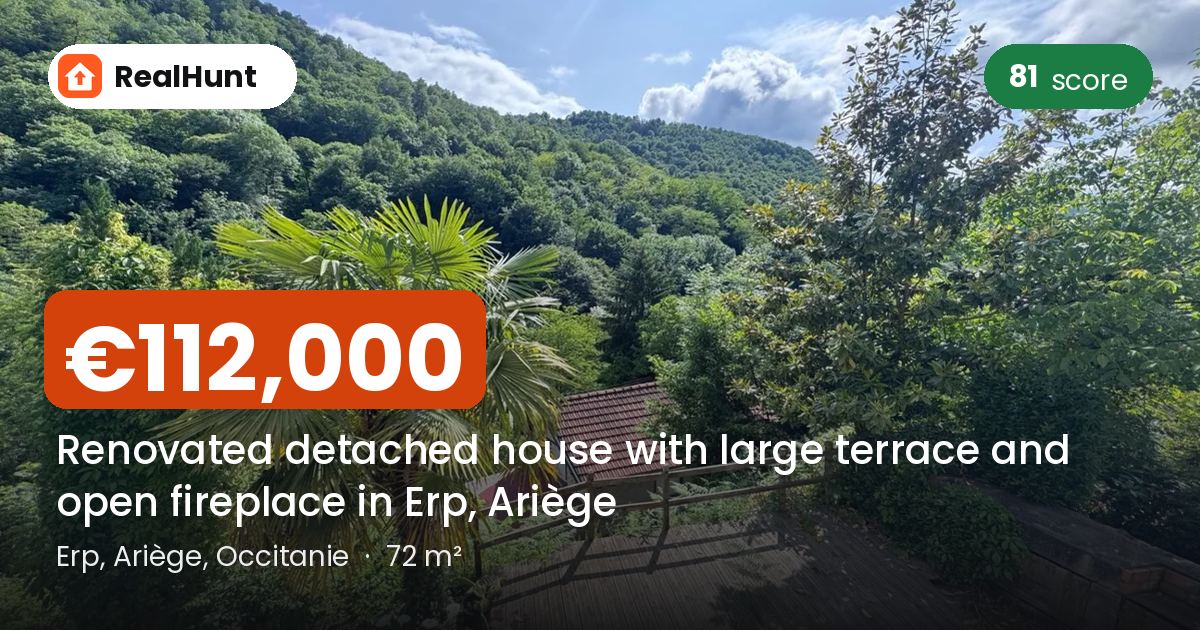 RealHunt
81 score
€112,000
Renovated detached house with large terrace and
open fireplace in Erp, Ariège
Erp, Ariège, Occitanie · 72 m²